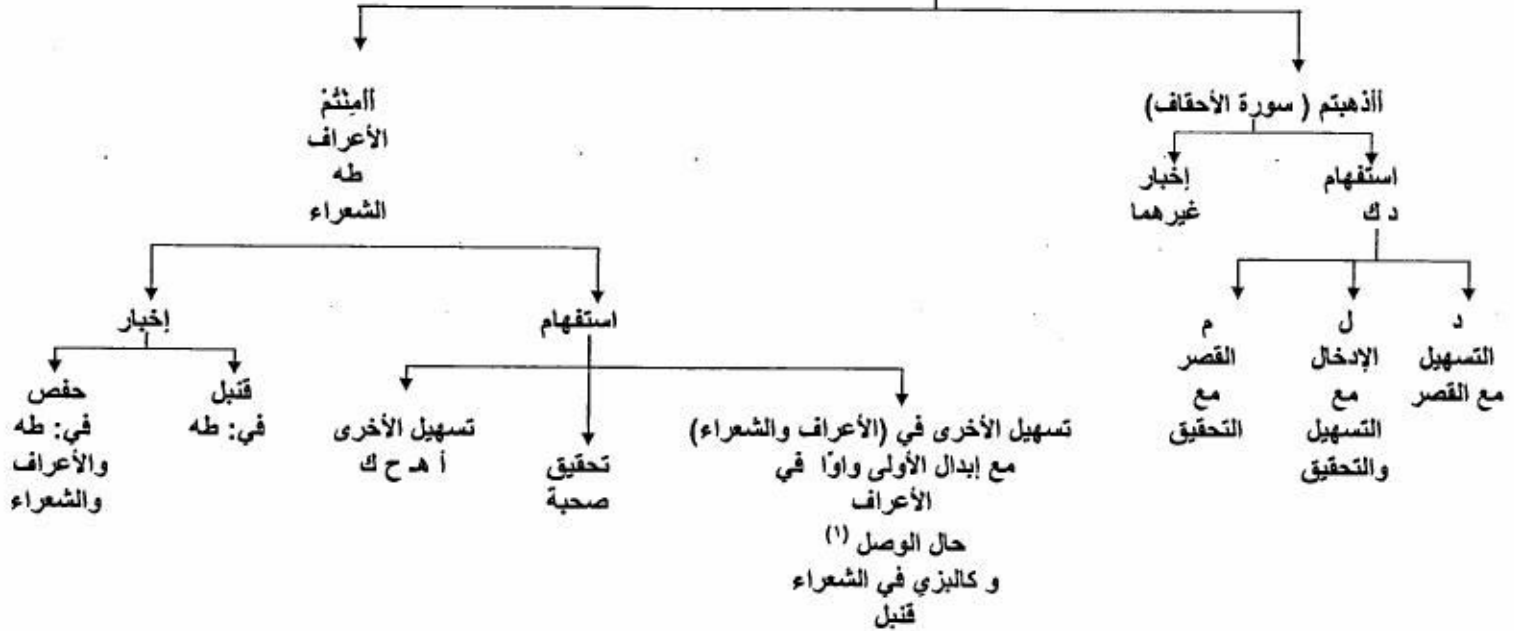 أأذهبتم ( سورة الأحقاف)
استفهام
د ك
إخبار
غيرهما
د
التسهيل
مع القصر
ل
الإدخال
مع
التسهيل
والتحقيق
م
القصر
مع
التحقيق
أأمِنْتُمْ
الأعراف
طه
الشعراء
استفهام
تسهيل الأخرى في (الأعراف والشعراء)
مع إبدال الأولى واوًا في
الأعراف
حال الوصل (١)
و كالبزي في الشعراء
قنبل
تحقيق
صحبة
تسهيل الأخرى
أ هـ ح ك
إخبار
قنبل
في: طه
حفص
في: طه
والأعراف
والشعراء